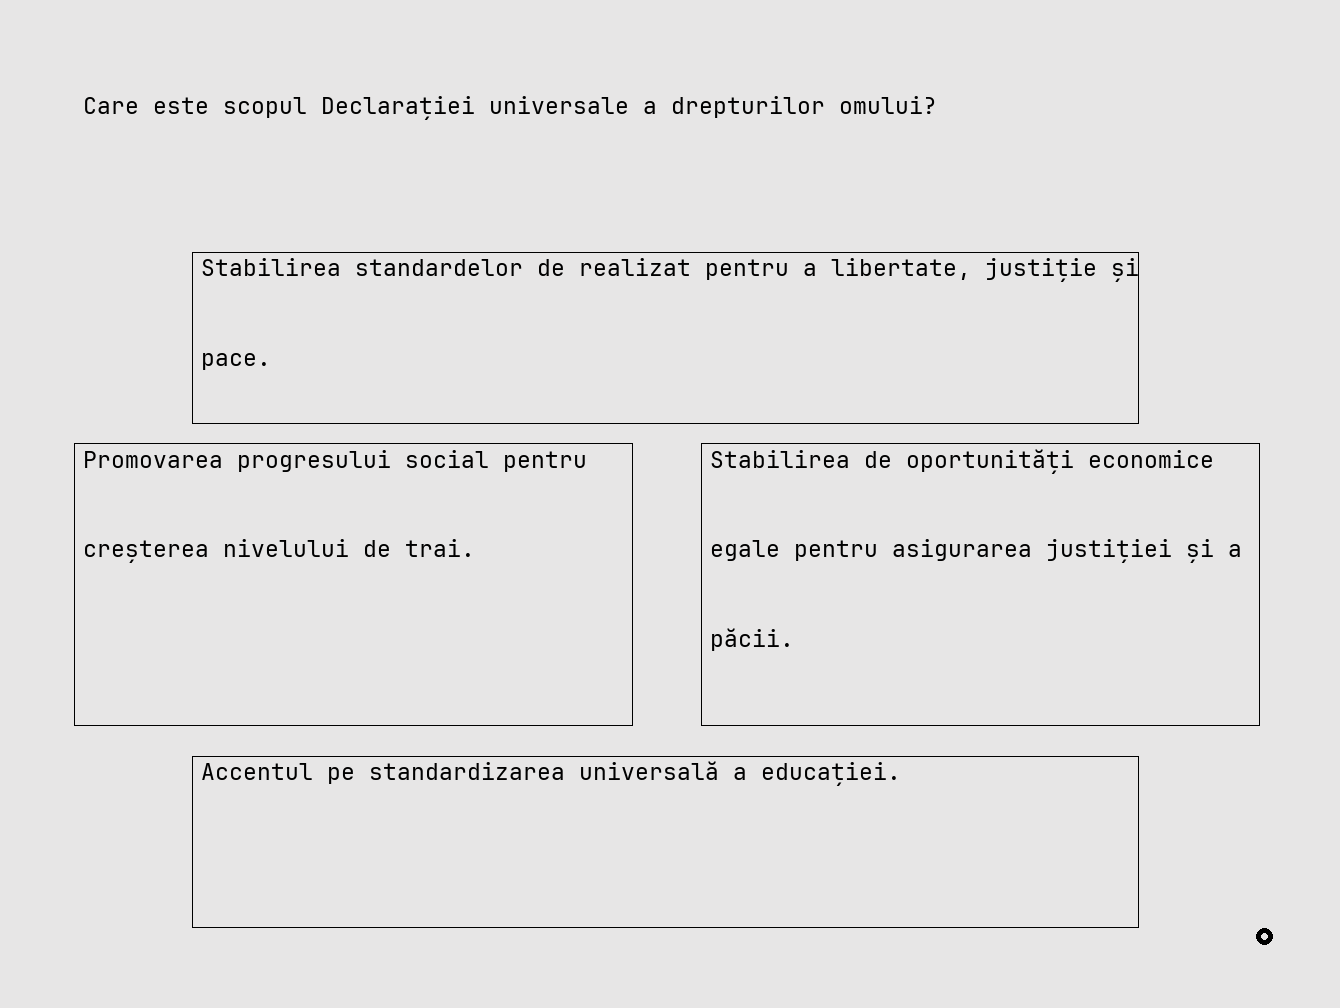 Care este scopul Declarației universale a drepturilor omului?
Stabilirea standardelor de realizat pentru a libertate, justiție și
pace.
Promovarea progresului social pentru
creșterea nivelului de trai.
Stabilirea de oportunități economice
egale pentru asigurarea justiției și a
păcii.
Accentul pe standardizarea universală a educației.